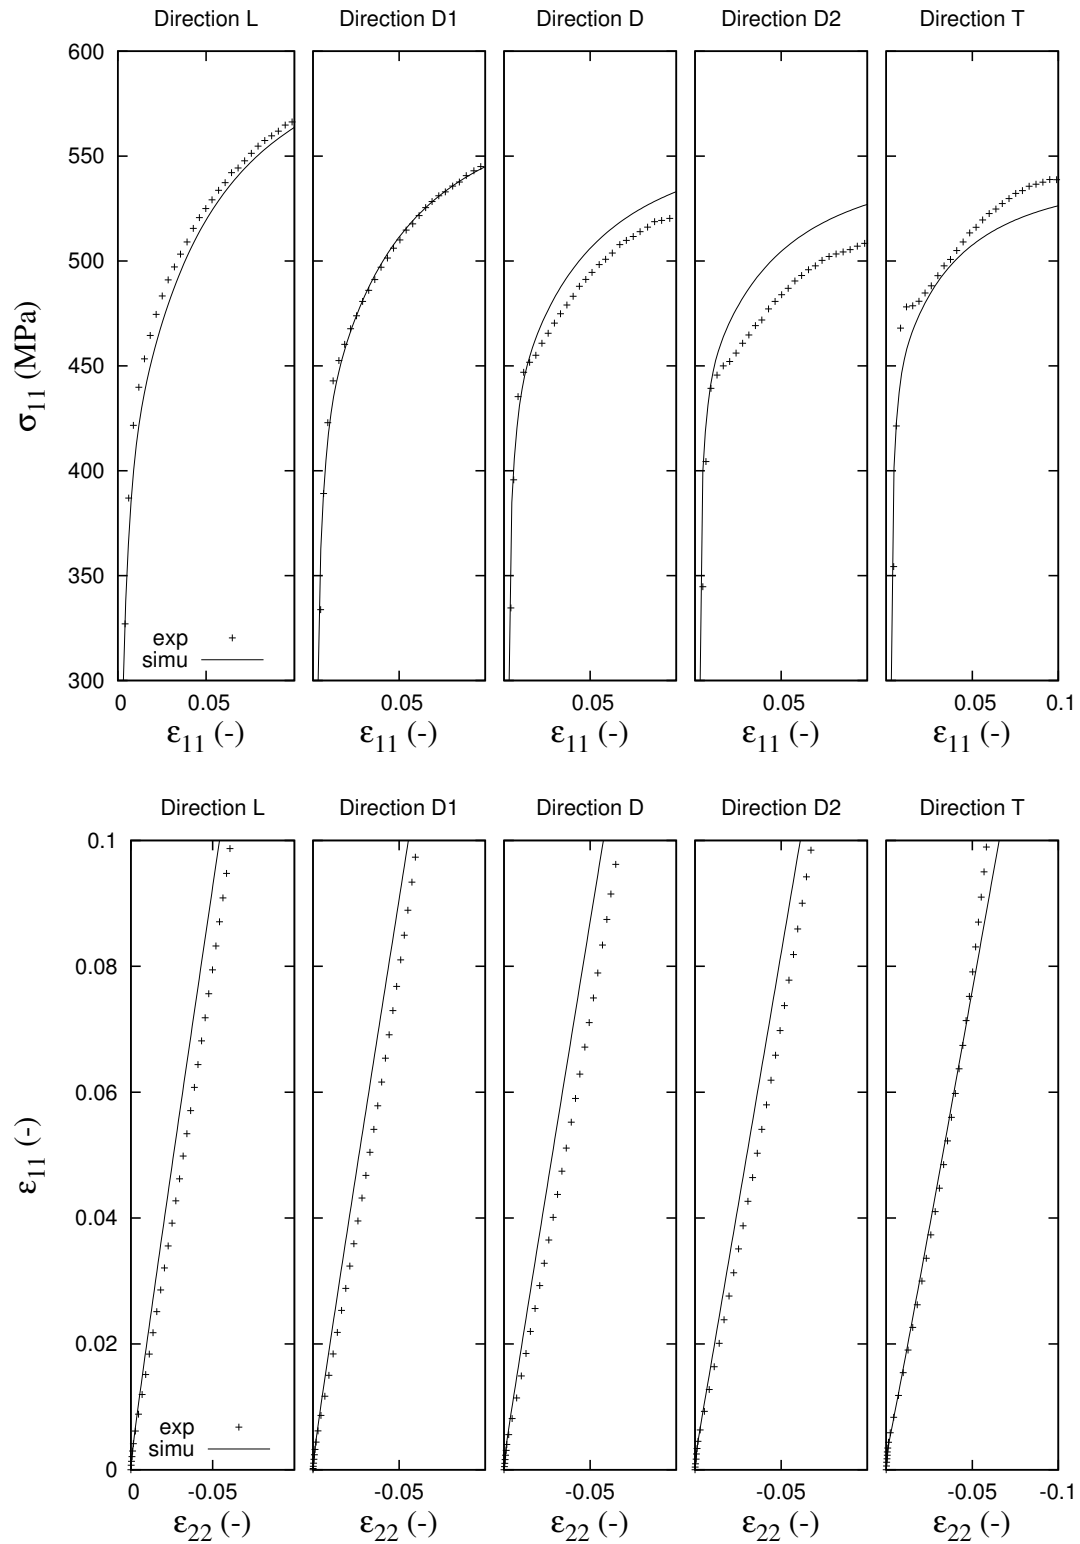 Direction L Direction D1 Direction D Direction D2 Direction T
600
550
500
450
400
350
300
σ11 (MPa)
exp
simu
0 0.05 0.05 0.05 0.05 0.05 0.1
ε11 (-) ε11 (-) ε11 (-) ε11 (-) ε11 (-)
Direction L Direction D1 Direction D Direction D2 Direction T
0.1
0.08
0.06
0.04
0.02
0
ε11 (-)
exp
simu
0 -0.05 -0.05 -0.05 -0.05 -0.05 -0.1
ε22 (-) ε22 (-) ε22 (-) ε22 (-) ε22 (-)